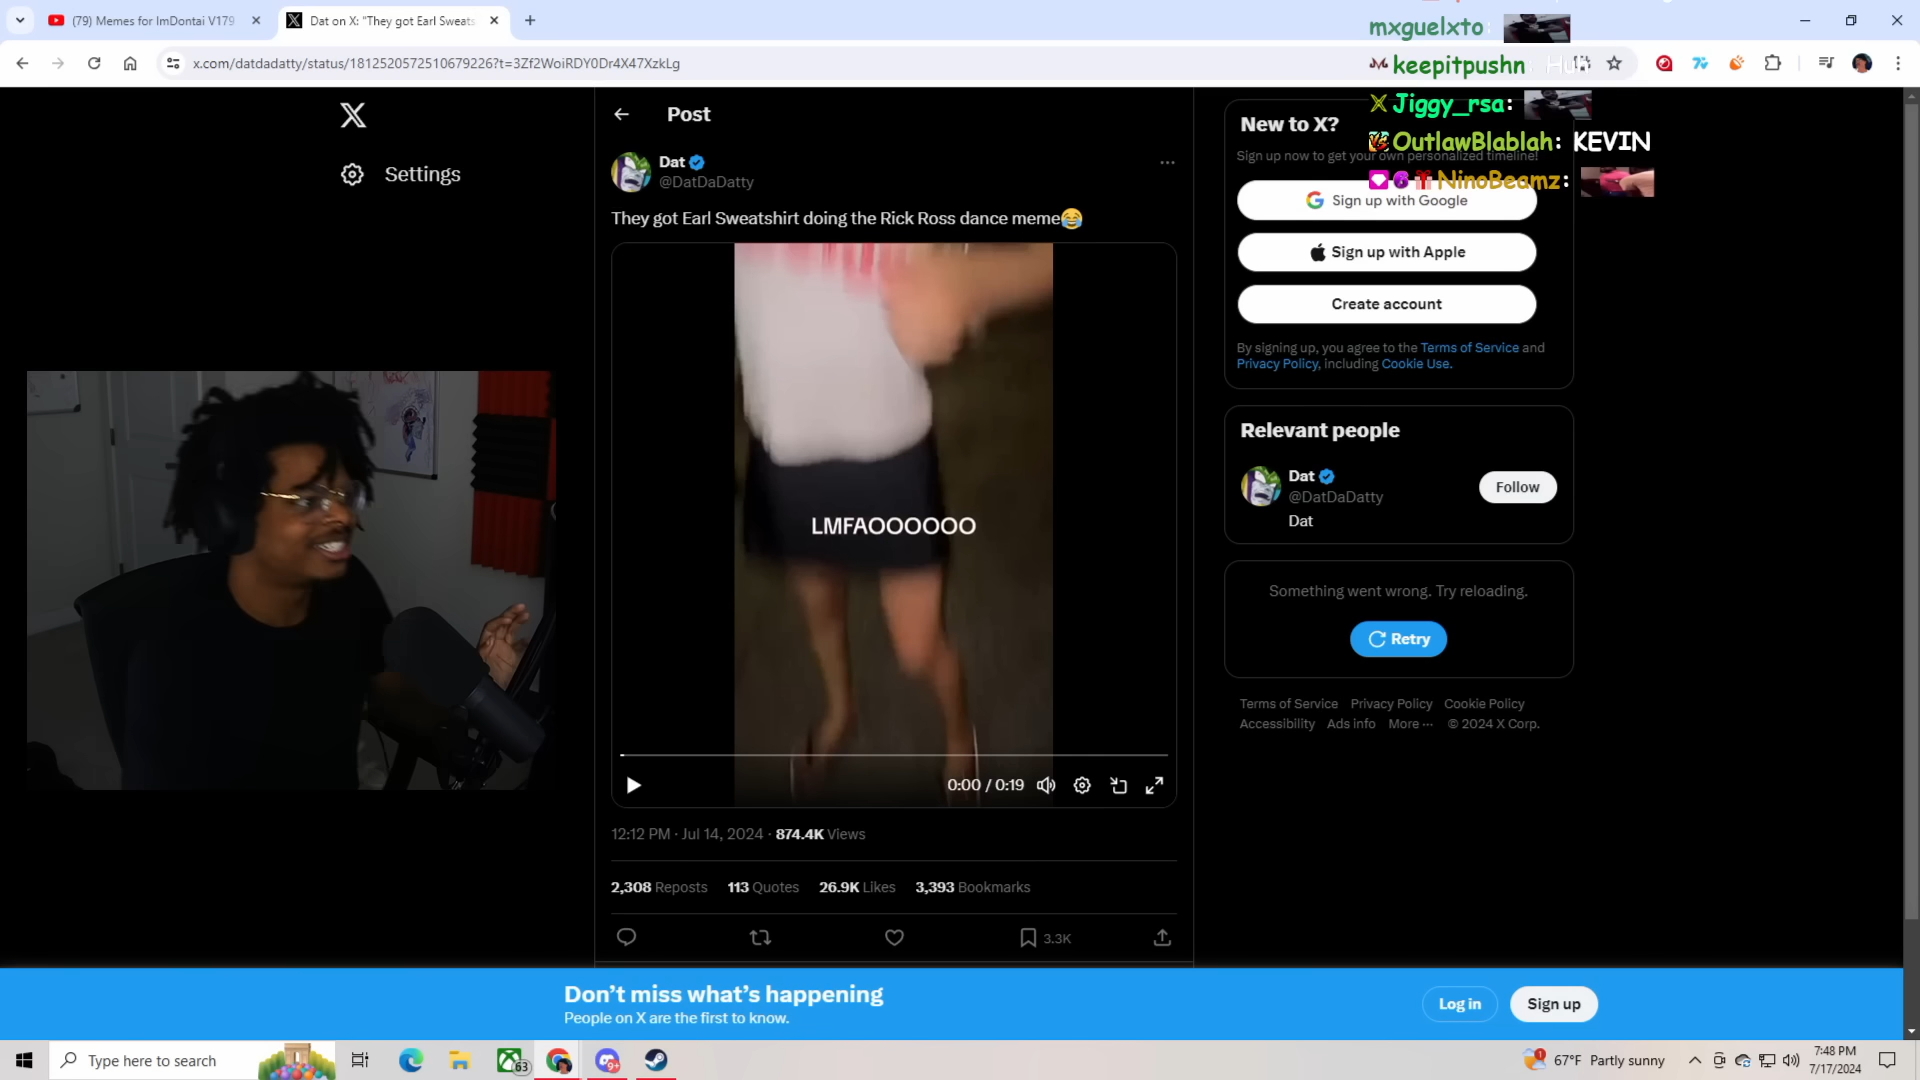 (79) Memes for ImDontai V179
Dat on X: "They got Earl Sweats
x.com/datdadatty/status/1812520572510679226?t=3Zf2WoiRDY0Dr4X47XzkLg
mxguelxto:
keepitpushn
Jiggy_rsa:
OutlawBlablah: KEVIN
NinoBeamz:
Settings
Post
Dat
@DatDaDatty
They got Earl Sweatshirt doing the Rick Ross dance meme😂
LMFAOOOOOO
0:00 / 0:19
12:12 PM · Jul 14, 2024 · 874.4K Views
2,308 Reposts 113 Quotes 26.9K Likes 3,393 Bookmarks
3.3K
New to X?
Sign up now to get your own personalized timeline!
Sign up with Google
Sign up with Apple
Create account
By signing up, you agree to the Terms of Service and
Privacy Policy, including Cookie Use.
Relevant people
Dat
@DatDaDatty
Follow
Dat
Something went wrong. Try reloading.
Retry
Terms of Service Privacy Policy Cookie Policy
Accessibility Ads info More ··· © 2024 X Corp.
Don't miss what's happening
People on X are the first to know.
Log in
Sign up
Type here to search
63
9+
1
67°F Partly sunny
7:48 PM
7/17/2024